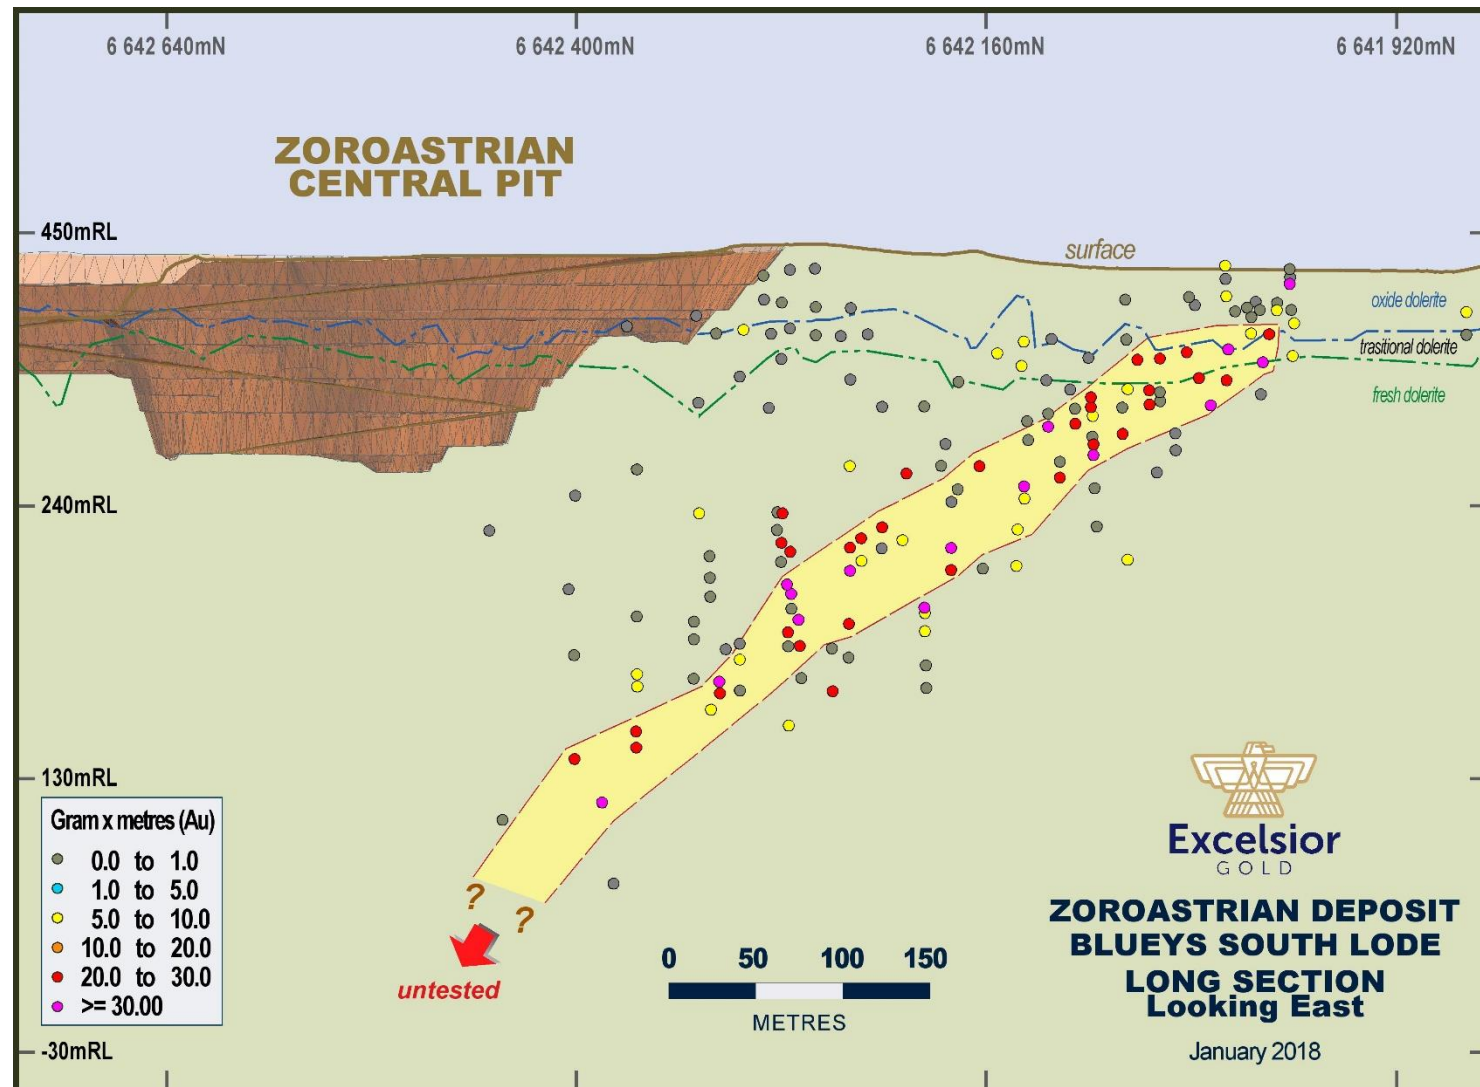 6 642 640mN
6 642 400mN
6 642 160mN
6 641 920mN
ZOROASTRIAN
CENTRAL PIT
450mRL
surface
oxide dolerite
trasitional dolerite
fresh dolerite
240mRL
130mRL
Gram x metres (Au)
0.0 to 1.0
1.0 to 5.0
5.0 to 10.0
10.0 to 20.0
20.0 to 30.0
>= 30.00
? ?
untested
0 50 100 150
METRES
Excelsior
GOLD
ZOROASTRIAN DEPOSIT
BLUEYS SOUTH LODE
LONG SECTION
Looking East
January 2018
-30mRL